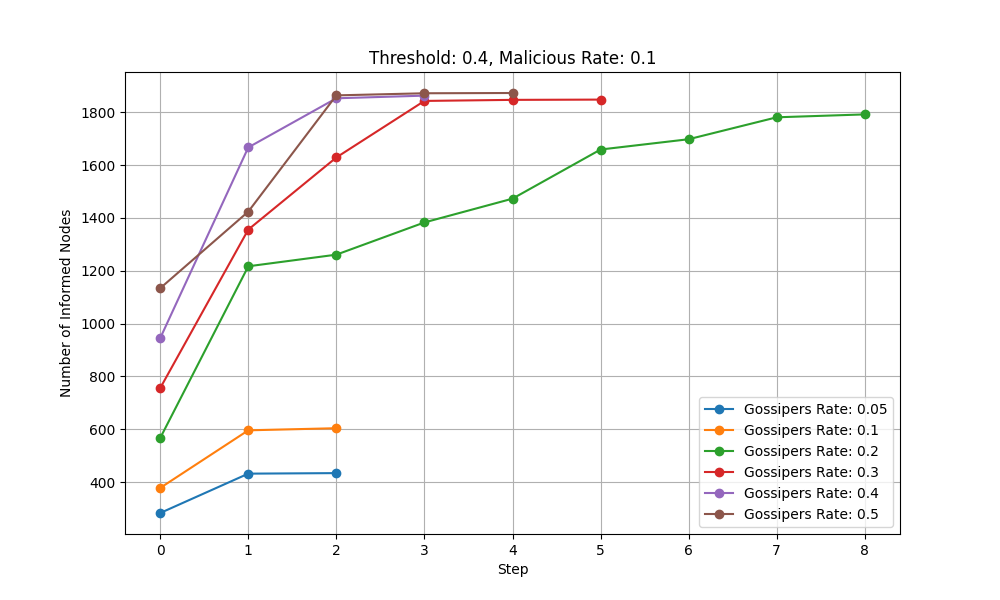 Threshold: 0.4, Malicious Rate: 0.1
Number of Informed Nodes
1800
1600
1400
1200
1000
800
600
400
Gossipers Rate: 0.05
Gossipers Rate: 0.1
Gossipers Rate: 0.2
Gossipers Rate: 0.3
Gossipers Rate: 0.4
Gossipers Rate: 0.5
0 1 2 3 4 5 6 7 8
Step